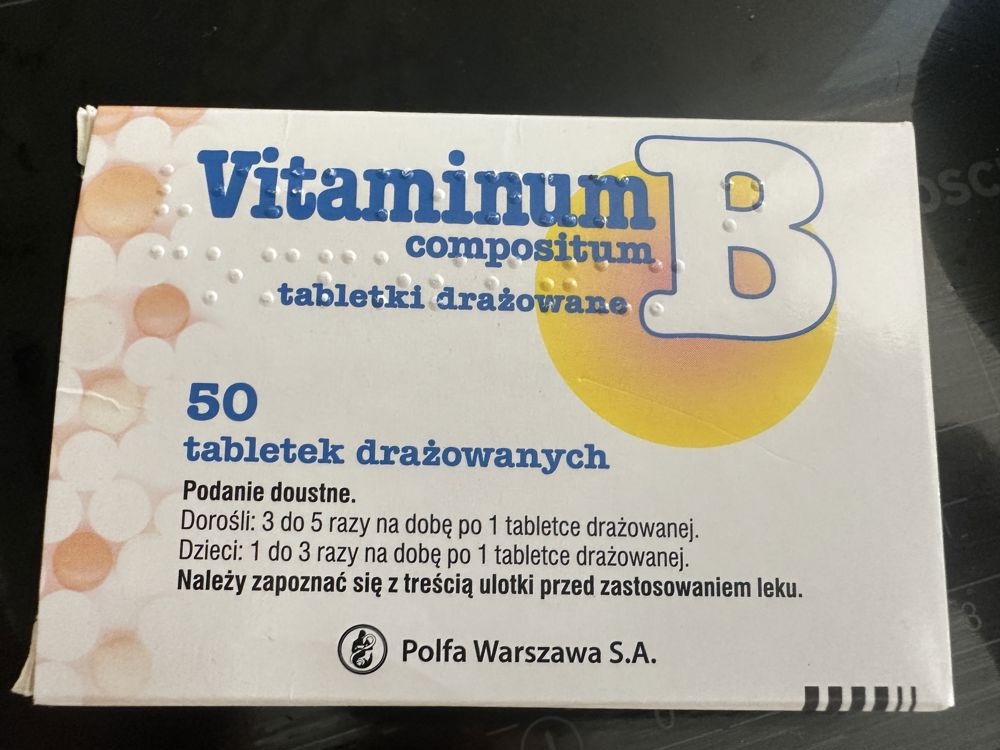 Vitaminum B
compositum
tabletki drażowane
50
tabletek drażowanych
Podanie doustne.
Dorośli: 3 do 5 razy na dobę po 1 tabletce drażowanej.
Dzieci: 1 do 3 razy na dobę po 1 tabletce drażowanej.
Należy zapoznać się z treścią ulotki przed zastosowaniem leku.
Polfa Warszawa S.A.